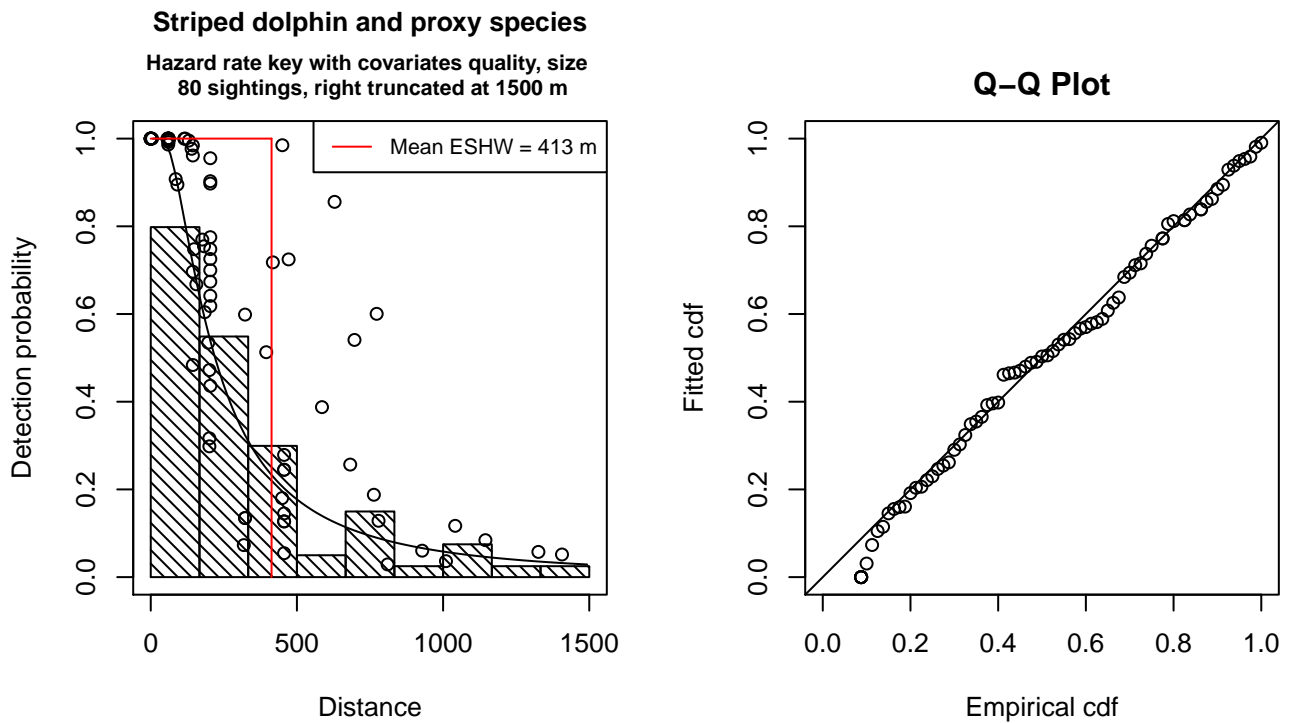 Striped dolphin and proxy species
Hazard rate key with covariates quality, size
80 sightings, right truncated at 1500 m
Mean ESHW = 413 m
Detection probability
1.0
0.8
0.6
0.4
0.2
0.0
0 500 1000 1500
Distance
Q−Q Plot
Fitted cdf
1.0
0.8
0.6
0.4
0.2
0.0
0.0 0.2 0.4 0.6 0.8 1.0
Empirical cdf